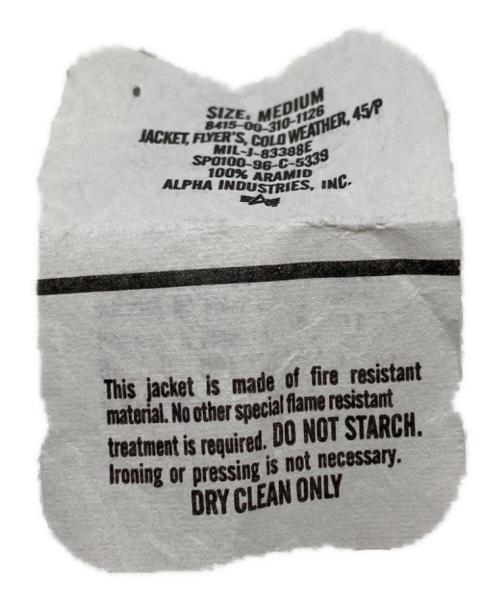 SIZE. MEDIUM
8415-00-310-1126
JACKET, FLYER'S, COLD WEATHER, 45/P
MIL-J-83388E
SPO100-96-C-5339
100% ARAMID
ALPHA INDUSTRIES, INC.
This jacket is made of fire resistant
material. No other special flame resistant
treatment is required. DO NOT STARCH.
Ironing or pressing is not necessary.
DRY CLEAN ONLY